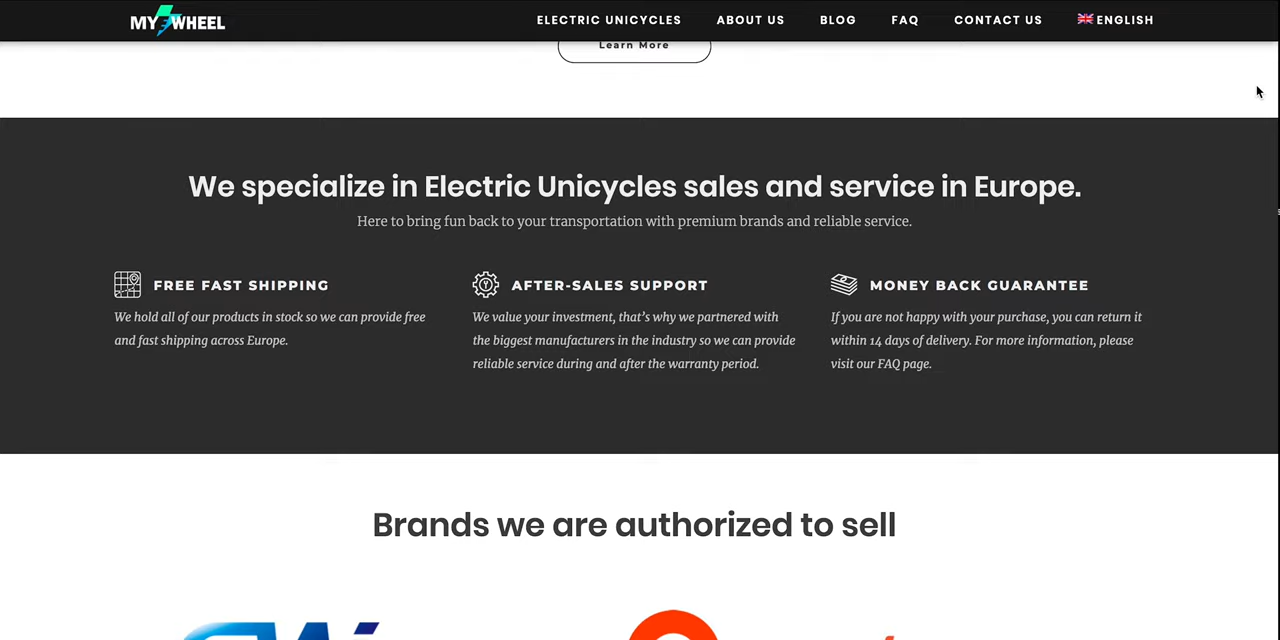 MY WHEEL
ELECTRIC UNICYCLES ABOUT US BLOG FAQ CONTACT US ENGLISH
Learn More
We specialize in Electric Unicycles sales and service in Europe.
Here to bring fun back to your transportation with premium brands and reliable service.
FREE FAST SHIPPING
We hold all of our products in stock so we can provide free
and fast shipping across Europe.
AFTER-SALES SUPPORT
We value your investment, that's why we partnered with
the biggest manufacturers in the industry so we can provide
reliable service during and after the warranty period.
MONEY BACK GUARANTEE
If you are not happy with your purchase, you can return it
within 14 days of delivery. For more information, please
visit our FAQ page.
Brands we are authorized to sell